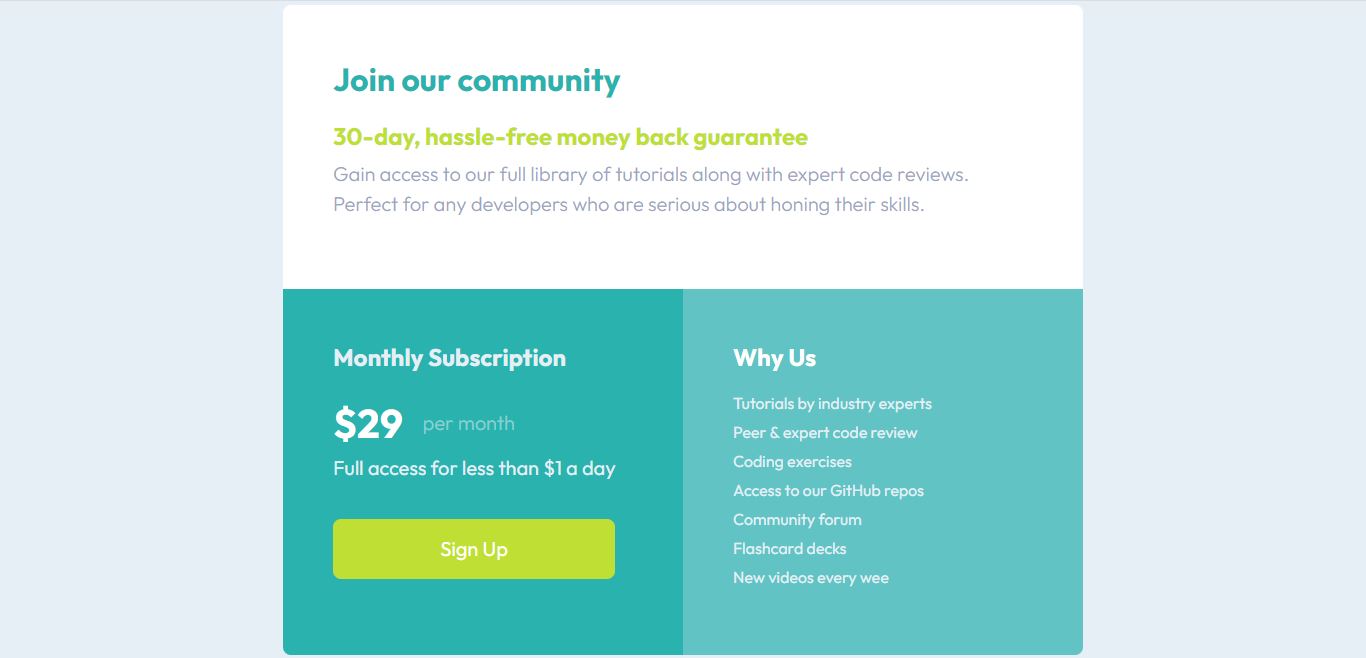 Join our community
30-day, hassle-free money back guarantee
Gain access to our full library of tutorials along with expert code reviews.
Perfect for any developers who are serious about honing their skills.
Monthly Subscription
$29 per month
Full access for less than $1 a day
Sign Up
Why Us
Tutorials by industry experts
Peer & expert code review
Coding exercises
Access to our GitHub repos
Community forum
Flashcard decks
New videos every wee